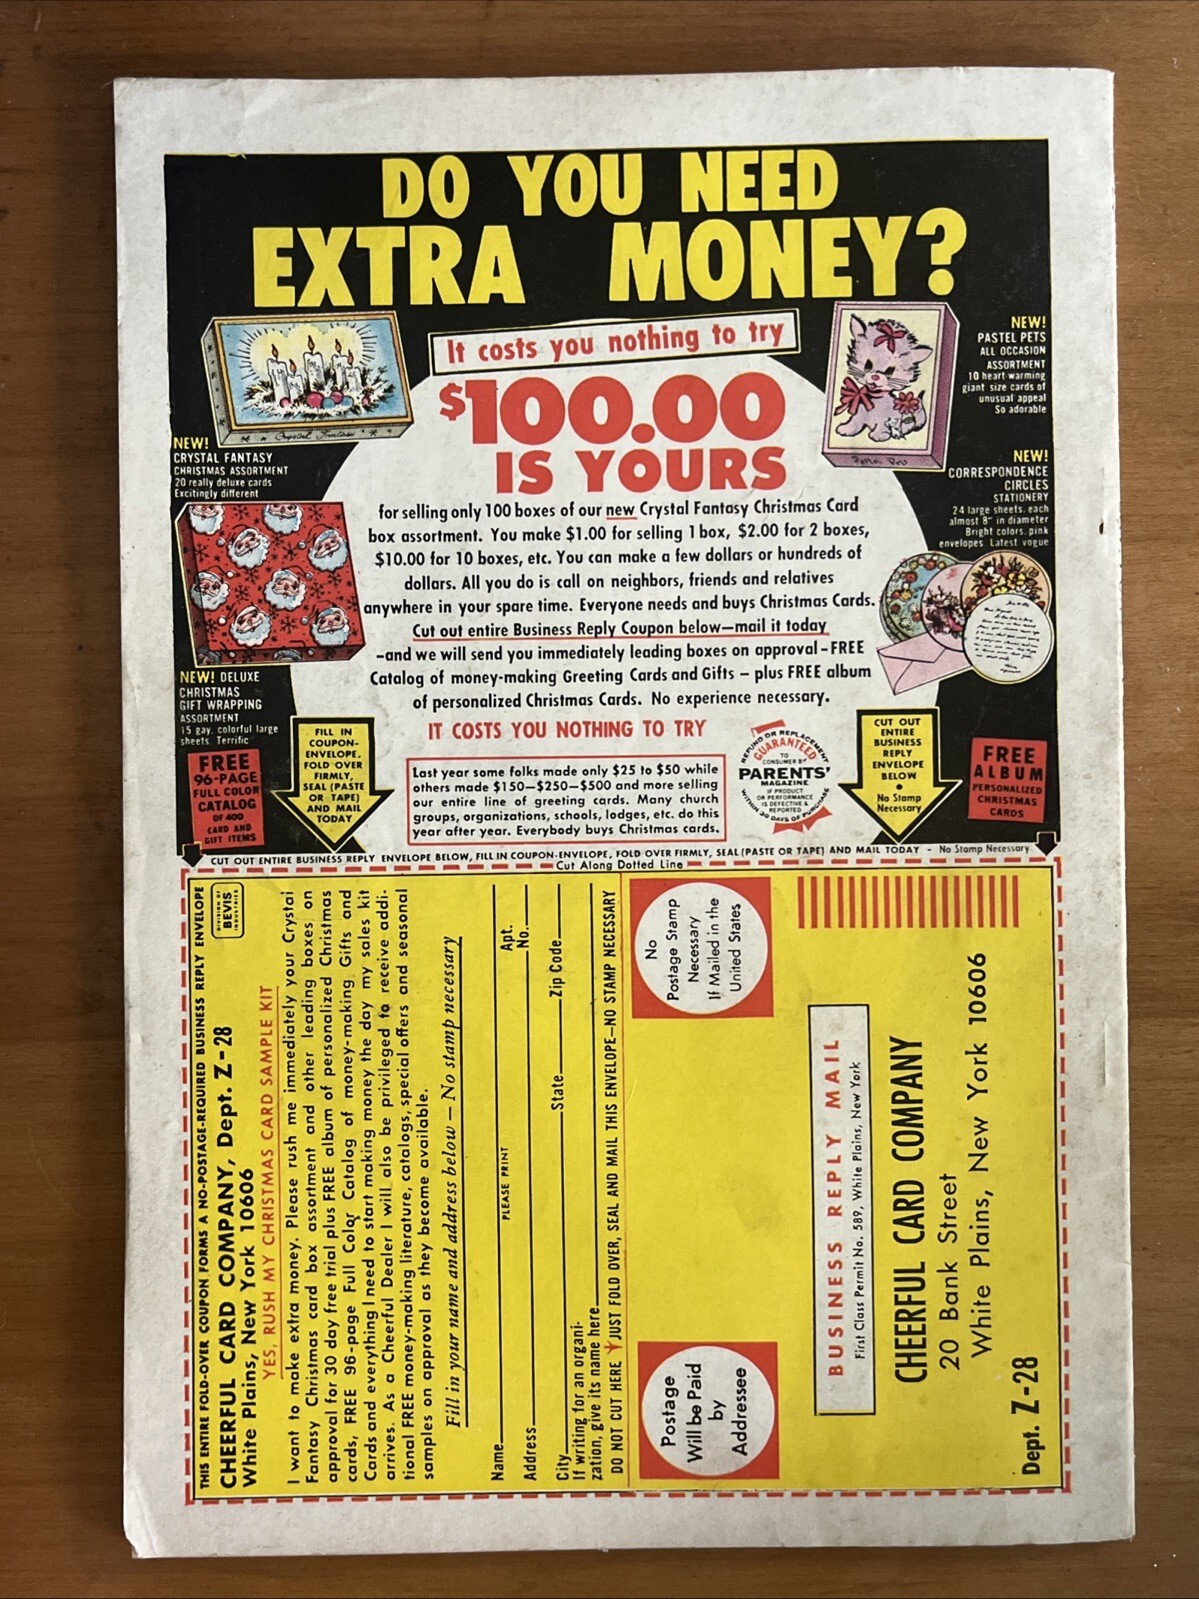 DO YOU NEED
EXTRA MONEY?
It costs you nothing to try
$100.00
IS YOURS
Crystal Fantasy
NEW!
CRYSTAL FANTASY
CHRISTMAS ASSORTMENT
20 really deluxe cards
Excitingly different
Pastel Pets
NEW!
PASTEL PETS
ALL OCCASION
ASSORTMENT
10 heart warming
giant size cards of
unusual appeal
So adorable
NEW!
CORRESPONDENCE
CIRCLES
STATIONERY
24 large sheets, each
almost 8" in diameter
Bright colors, pink
envelopes Latest vogue
for selling only 100 boxes of our new Crystal Fantasy Christmas Card
box assortment. You make $1.00 for selling 1 box, $2.00 for 2 boxes,
$10.00 for 10 boxes, etc. You can make a few dollars or hundreds of
dollars. All you do is call on neighbors, friends and relatives
anywhere in your spare time. Everyone needs and buys Christmas Cards.
Cut out entire Business Reply Coupon below—mail it today
-and we will send you immediately leading boxes on approval-FREE
Catalog of money-making Greeting Cards and Gifts – plus FREE album
of personalized Christmas Cards. No experience necessary.
NEW! DELUXE
CHRISTMAS
GIFT WRAPPING
ASSORTMENT
15 gay, colorful large
sheets. Terrific
FREE
96-PAGE
FULL COLOR
CATALOG
OF 400
CARD AND
GIFT ITEMS
FILL IN
COUPON-
ENVELOPE,
FOLD OVER
FIRMLY,
SEAL (PASTE
OR TAPE)
AND MAIL
TODAY
IT COSTS YOU NOTHING TO TRY
Last year some folks made only $25 to $50 while
others made $150—$250—$500 and more selling
our entire line of greeting cards. Many church
groups, organizations, schools, lodges, etc. do this
year after year. Everybody buys Christmas cards.
REFUND OR REPLACEMENT
GUARANTEED
TO
CONSUMER BY
PARENTS'
MAGAZINE
IF PRODUCT
OR PERFORMANCE
IS DEFECTIVE &
REPORTED
WITHIN 30 DAYS OF PURCHASE
CUT OUT
ENTIRE
BUSINESS
REPLY
ENVELOPE
BELOW
•
No Stamp
Necessary
FREE
ALBUM
PERSONALIZED
CHRISTMAS
CARDS
CUT OUT ENTIRE BUSINESS REPLY ENVELOPE BELOW, FILL IN COUPON-ENVELOPE, FOLD OVER FIRMLY, SEAL (PASTE OR TAPE) AND MAIL TODAY - No Stamp Necessary
Cut Along Dotted Line
THIS ENTIRE FOLD-OVER COUPON FORMS A NO-POSTAGE-REQUIRED BUSINESS REPLY ENVELOPE
CHEERFUL CARD COMPANY, Dept. Z-28
White Plains, New York 10606
DIVISION OF
BEVIS
INDUSTRIES
YES, RUSH MY CHRISTMAS CARD SAMPLE KIT
I want to make extra money. Please rush me immediately your Crystal
Fantasy Christmas card box assortment and other leading boxes on
approval for 30 day free trial plus FREE album of personalized Christmas
cards, FREE 96-page Full Color Catalog of money-making Gifts and
Cards and everything I need to start making money the day my sales kit
arrives. As a Cheerful Dealer I will also be privileged to receive addi-
tional FREE money-making literature, catalogs, special offers and seasonal
samples on approval as they become available.
Fill in your name and address below — No stamp necessary
Name
PLEASE PRINT
Address Apt. No.
City State Zip Code
If writing for an organi-
zation, give its name here
DO NOT CUT HERE JUST FOLD OVER, SEAL AND MAIL THIS ENVELOPE—NO STAMP NECESSARY
Postage
Will be Paid
by
Addressee
No
Postage Stamp
Necessary
If Mailed in the
United States
BUSINESS REPLY MAIL
First Class Permit No. 589, White Plains, New York
CHEERFUL CARD COMPANY
20 Bank Street
White Plains, New York 10606
Dept. Z-28